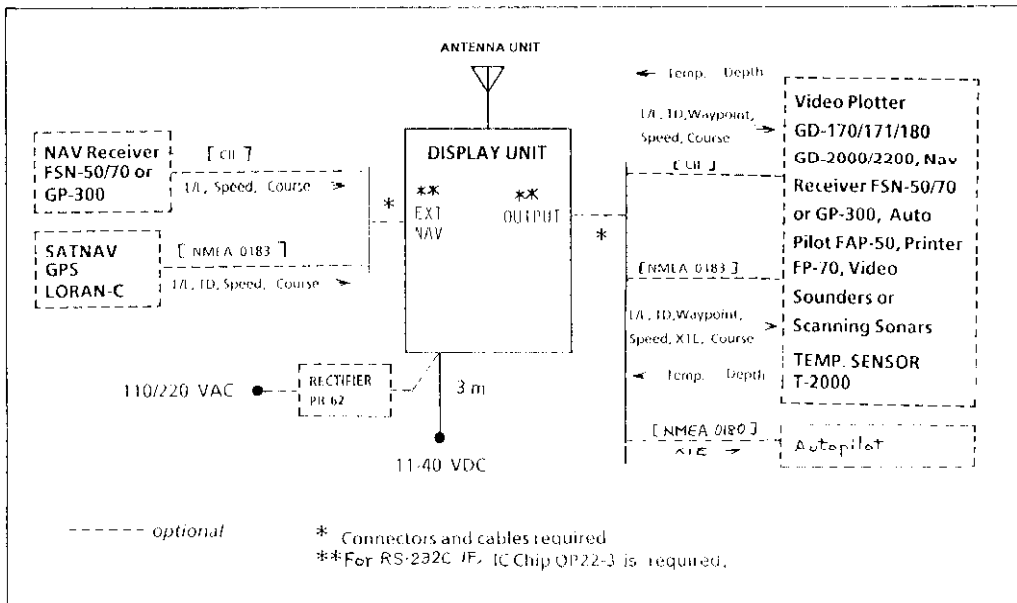 ANTENNA UNIT
NAV Receiver
FSN-50/70 or
GP-300
[ CIF ]
L/L, Speed, Course
SATNAV
GPS
LORAN-C
[ NMEA 0183 ]
L/L, TD, Speed, Course
*
DISPLAY UNIT
**
EXT
NAV
**
OUTPUT
*
110/220 VAC
RECTIFIER
PR-62
3 m
11-40 VDC
Temp. Depth
L/L, TD, Waypoint,
Speed, Course
[ CIF ]
[NMEA 0183]
L/L, TD, Waypoint,
Speed, XTE, Course
Temp. Depth
[ NMEA 0180 ]
XTE
Video Plotter
GD-170/171/180
GD-2000/2200, Nav
Receiver FSN-50/70
or GP-300, Auto
Pilot FAP-50, Printer
FP-70, Video
Sounders or
Scanning Sonars
TEMP. SENSOR
T-2000
Autopilot
------- optional
* Connectors and cables required
**For RS-232C IF, IC Chip OP22-3 is required.